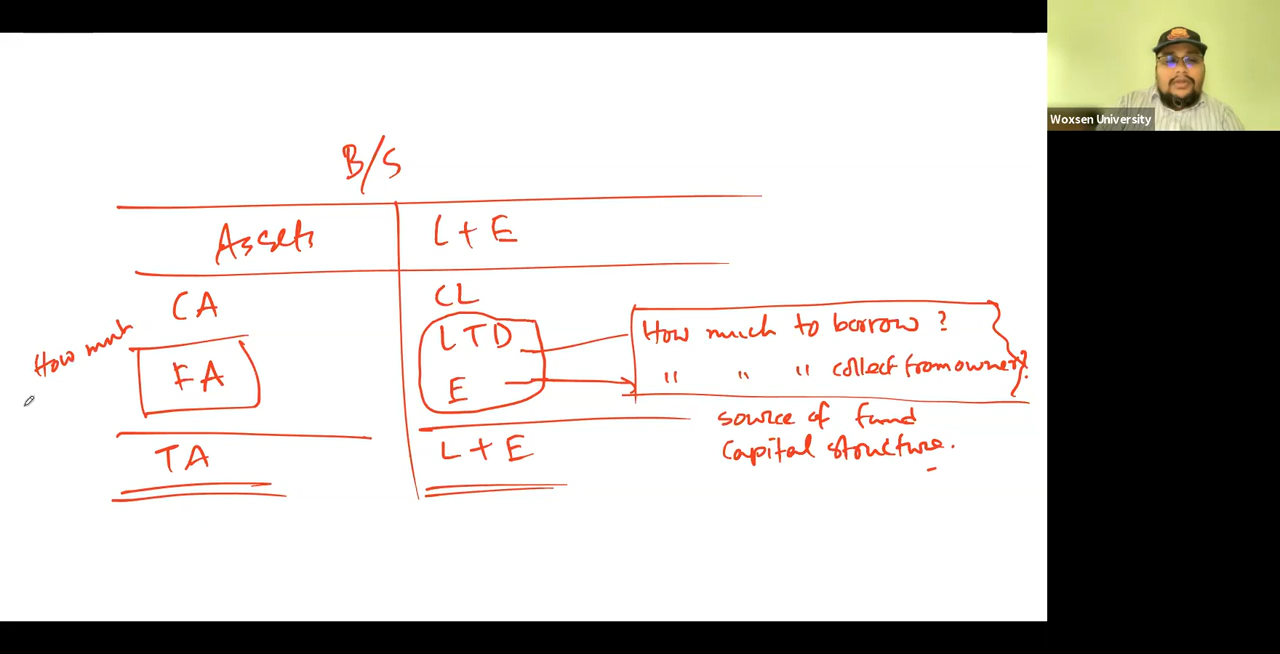 Woxsen University
B/S
Assets
L + E
CA
CL
How much
LTD
How much to borrow ?
FA
E
" " " collect from owner?
TA
L + E
source of fund
capital structure.